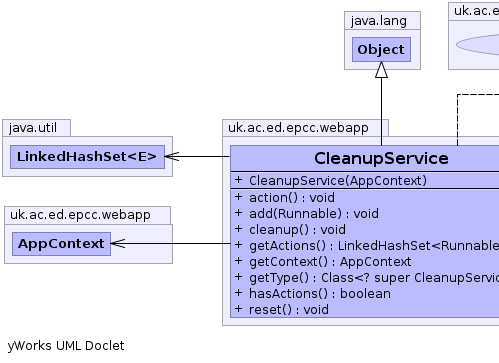 java.lang
uk.ac.e
Object
java.util
LinkedHashSet<E>
uk.ac.ed.epcc.webapp
CleanupService
+ CleanupService(AppContext)
+ action() : void
+ add(Runnable) : void
+ cleanup() : void
+ getActions() : LinkedHashSet<Runnable
+ getContext() : AppContext
+ getType() : Class<? super CleanupServic
+ hasActions() : boolean
+ reset() : void
uk.ac.ed.epcc.webapp
AppContext
yWorks UML Doclet